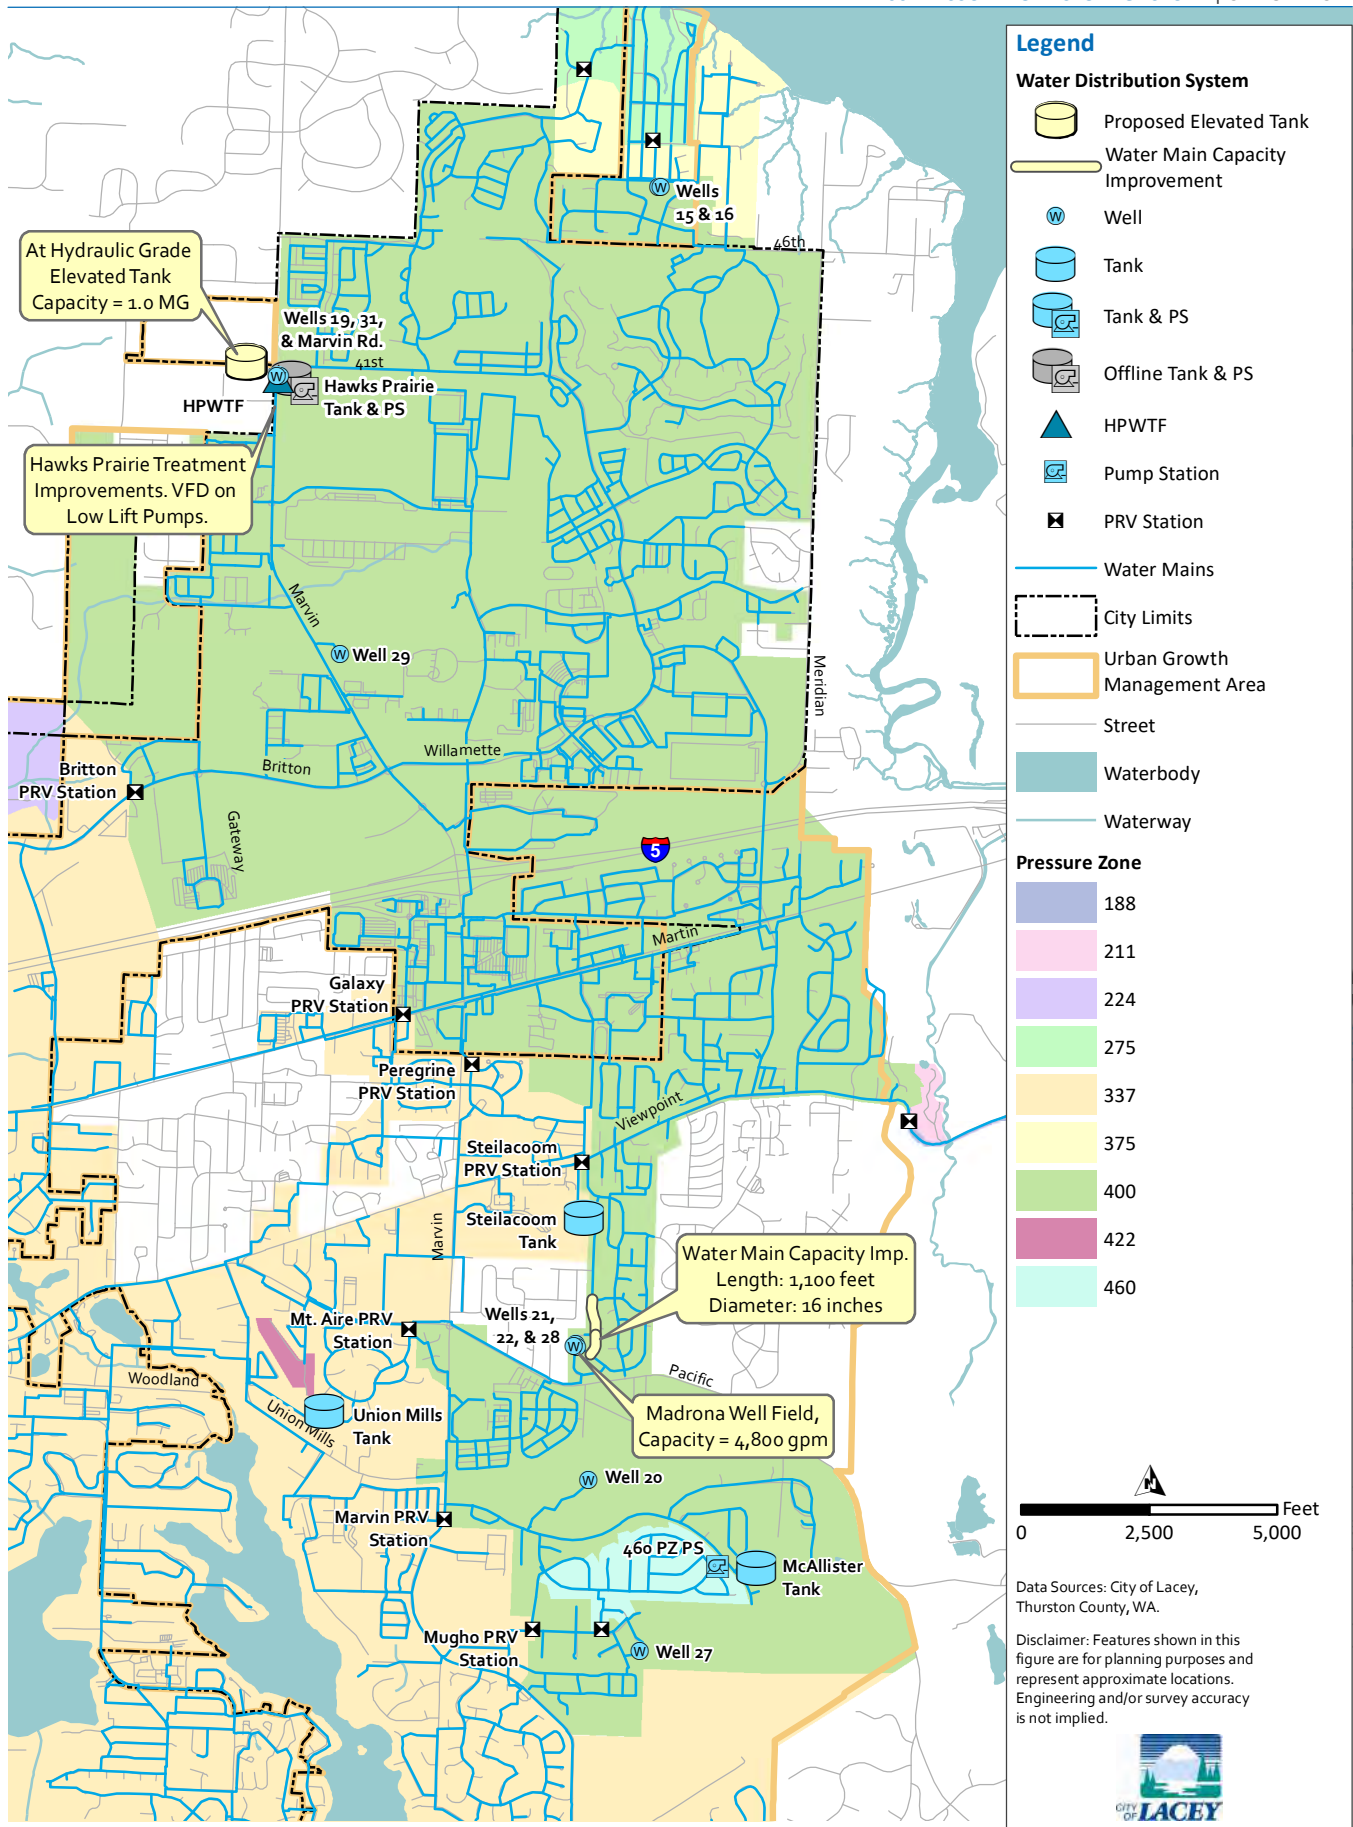 Legend
Water Distribution System
Proposed Elevated Tank
Water Main Capacity
Improvement
W
Well
Tank
Tank & PS
Offline Tank & PS
HPWTF
Pump Station
PRV Station
Water Mains
City Limits
Urban Growth
Management Area
Street
Waterbody
Waterway
Pressure Zone
188
211
224
275
337
375
400
422
460
N
Feet
0
2,500
5,000
Data Sources: City of Lacey,
Thurston County, WA.
Disclaimer: Features shown in this
figure are for planning purposes and
represent approximate locations.
Engineering and/or survey accuracy
is not implied.
CITY
OF LACEY
W
Wells
15 & 16
46th
At Hydraulic Grade
Elevated Tank
Capacity = 1.0 MG
Wells 19, 31,
& Marvin Rd.
41st
W
Hawks Prairie
Tank & PS
HPWTF
Hawks Prairie Treatment
Improvements. VFD on
Low Lift Pumps.
Marvin
W
Well 29
Meridian
Willamette
Britton
Britton
PRV Station
Gateway
5
Martin
Galaxy
PRV Station
Peregrine
PRV Station
Viewpoint
Steilacoom
PRV Station
Steilacoom
Tank
Marvin
Water Main Capacity Imp.
Length: 1,100 feet
Diameter: 16 inches
Wells 21,
22, & 28
W
Mt. Aire PRV
Station
Woodland
Pacific
Union Mills
Union Mills
Tank
Madrona Well Field,
Capacity = 4,800 gpm
W
Well 20
Marvin PRV
Station
460 PZ PS
McAllister
Tank
Mugho PRV
Station
W
Well 27